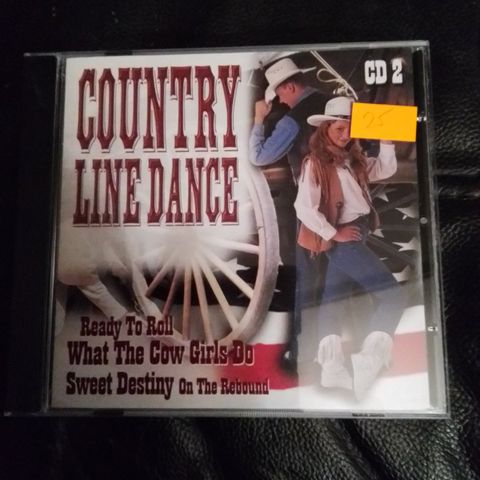 COUNTRY
LINE DANCE
CD 2
25
Ready To Roll
What The Cow Girls Do
Sweet Destiny On The Rebound